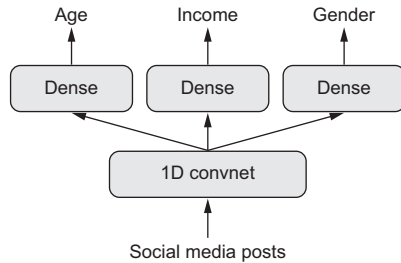 Age Income Gender
Dense Dense Dense
1D convnet
Social media posts